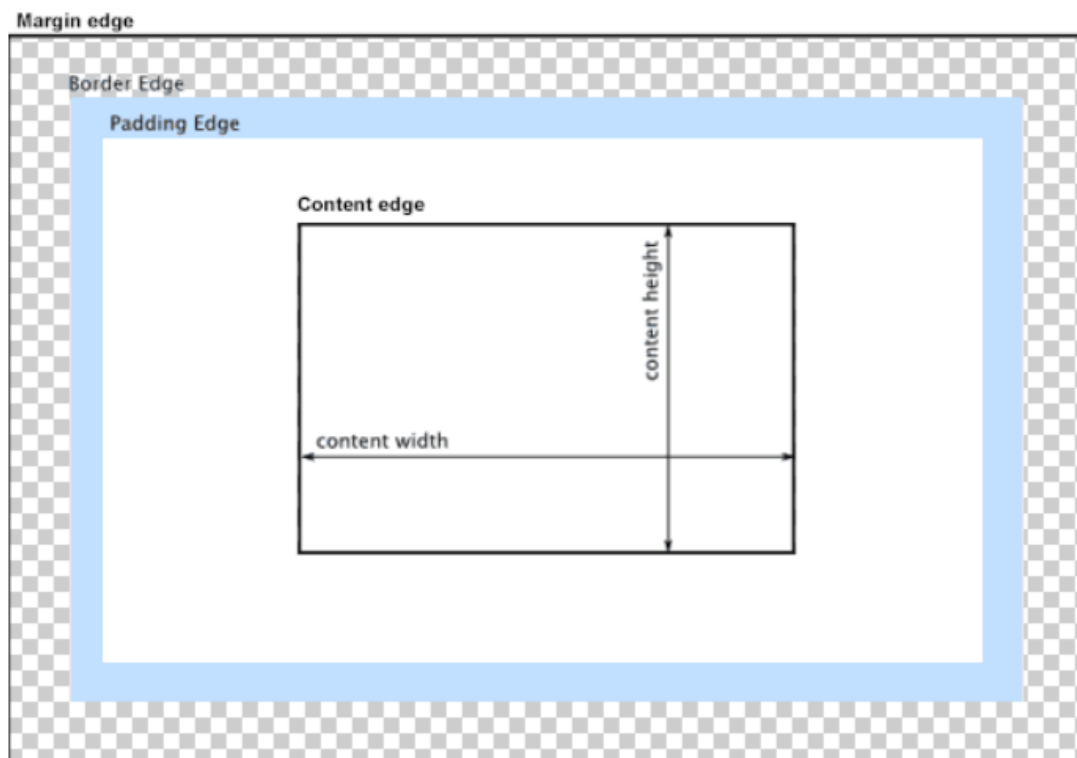 Margin edge
Border Edge
Padding Edge
Content edge
content height
content width